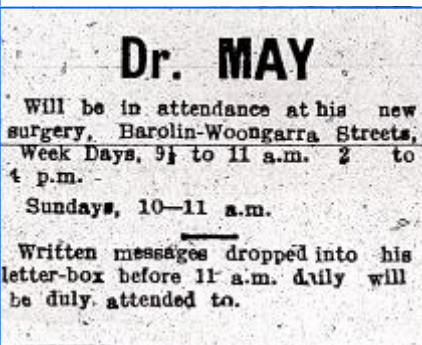 Dr. MAY
Will be in attendance at his new
surgery, Barolin-Woongarra Streets,
Week Days, 9½ to 11 a.m. 2 to
4 p.m.
Sundays, 10—11 a.m.
Written messages dropped into his
letter-box before 11 a.m. daily will
be duly attended to.